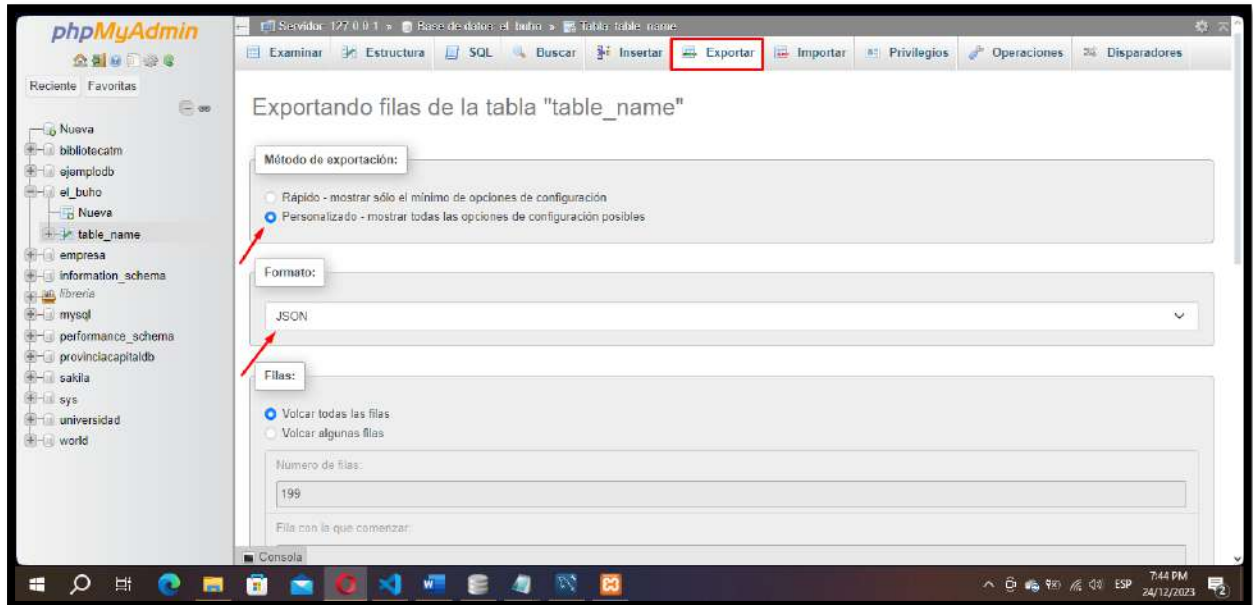 phpMyAdmin
Reciente Favoritas
Nueva
bibliotecatm
ejemplodb
el_buho
Nueva
table_name
empresa
information_schema
libreria
mysql
performance_schema
provinciacapitaldb
sakila
sys
universidad
world
Servidor: 127.0.0.1 » Base de datos: el_buho » Tabla: table_name
Examinar Estructura SQL Buscar Insertar Exportar Importar Privilegios Operaciones Disparadores
Exportando filas de la tabla "table_name"
Método de exportación:
Rápido - mostrar sólo el mínimo de opciones de configuración
Personalizado - mostrar todas las opciones de configuración posibles
Formato:
JSON
Filas:
Volcar todas las filas
Volcar algunas filas
Número de filas:
199
Fila con la que comenzar:
Consola
ESP
7:44 PM
24/12/2023
2